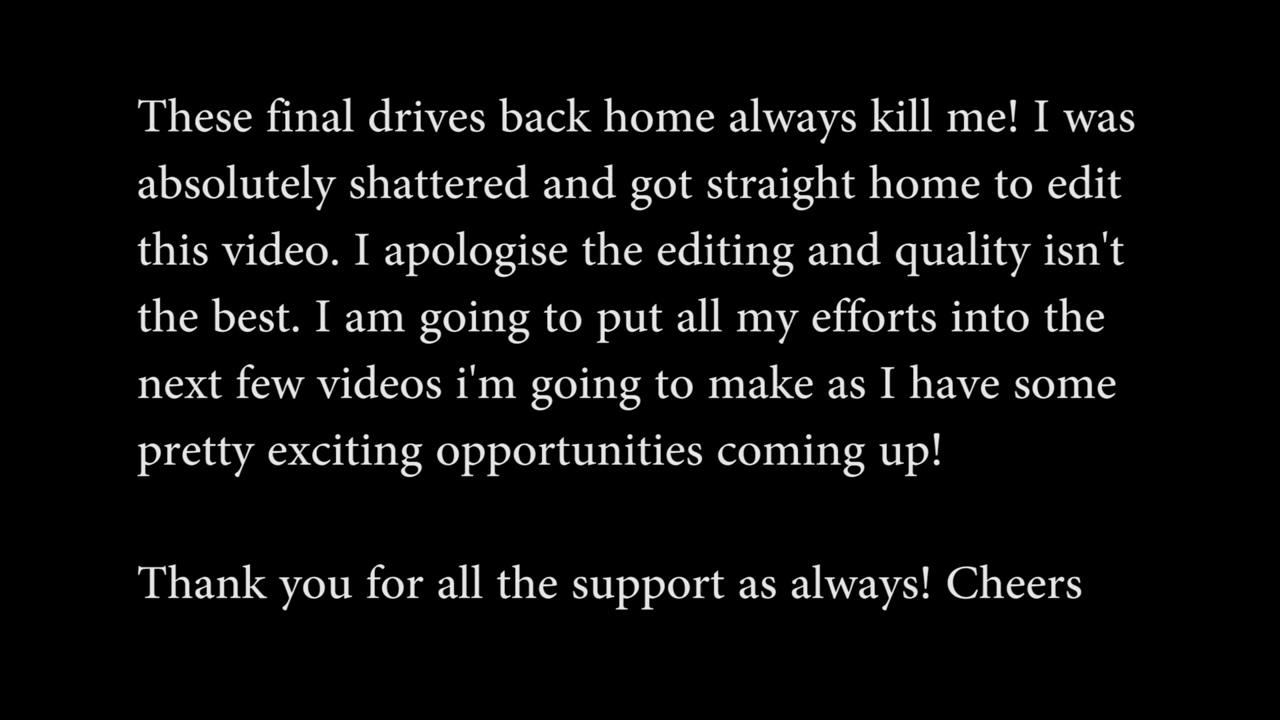 These final drives back home always kill me! I was
absolutely shattered and got straight home to edit
this video. I apologise the editing and quality isn't
the best. I am going to put all my efforts into the
next few videos i'm going to make as I have some
pretty exciting opportunities coming up!
Thank you for all the support as always! Cheers